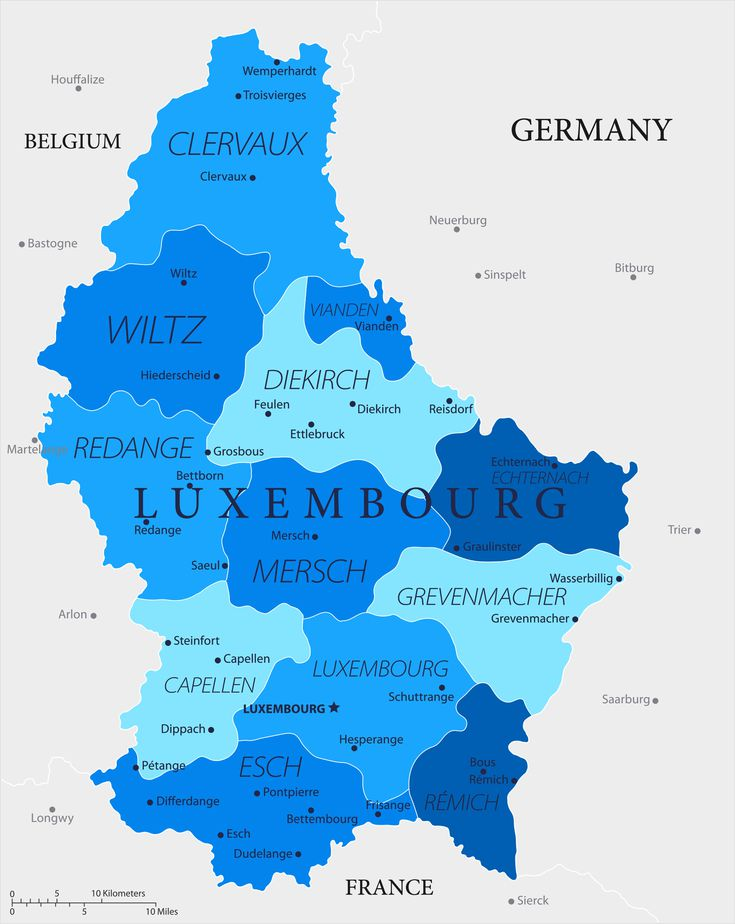 Wemperhardt
Houffalize
Troisvierges
GERMANY
BELGIUM
CLERVAUX
Clervaux
Neuerburg
Bastogne
Bitburg
Wiltz
Sinspelt
VIANDEN
Vianden
WILTZ
Hiederscheid
DIEKIRCH
Feulen
Diekirch
Reisdorf
Ettlebruck
Martelange
REDANGE
Grosbous
Echternach
ECHTERNACH
Bettborn
LUXEMBOURG
Redange
Mersch
Trier
Graulinster
Saeul
MERSCH
Wasserbillig
GREVENMACHER
Arlon
Grevenmacher
Steinfort
Capellen
LUXEMBOURG
CAPELLEN
Schuttrange
Saarburg
LUXEMBOURG
Dippach
Hesperange
Pétange
ESCH
Bous
Remich
Pontpierre
Differdange
RÉMICH
Frisange
Bettembourg
Longwy
Esch
Dudelange
FRANCE
0 5 10 Kilometers
0 5 10 Miles
Sierck